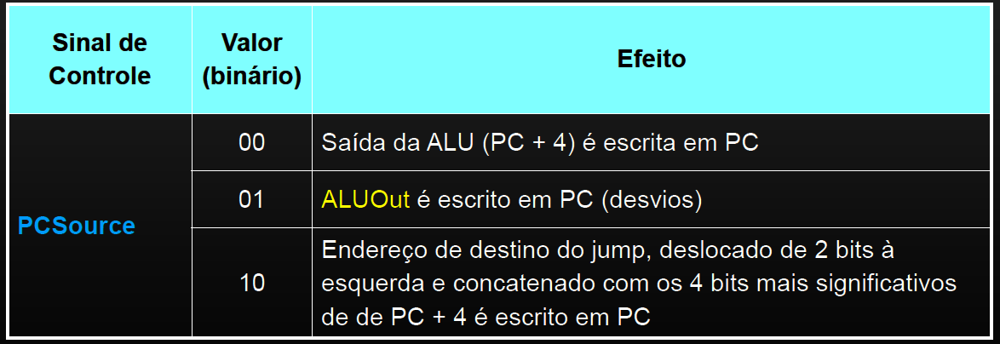 Sinal de
Controle
Valor
(binário)
Efeito
PCSource
00
Saída da ALU (PC + 4) é escrita em PC
01
ALUOut é escrito em PC (desvios)
10
Endereço de destino do jump, deslocado de 2 bits à
esquerda e concatenado com os 4 bits mais significativos
de de PC + 4 é escrito em PC